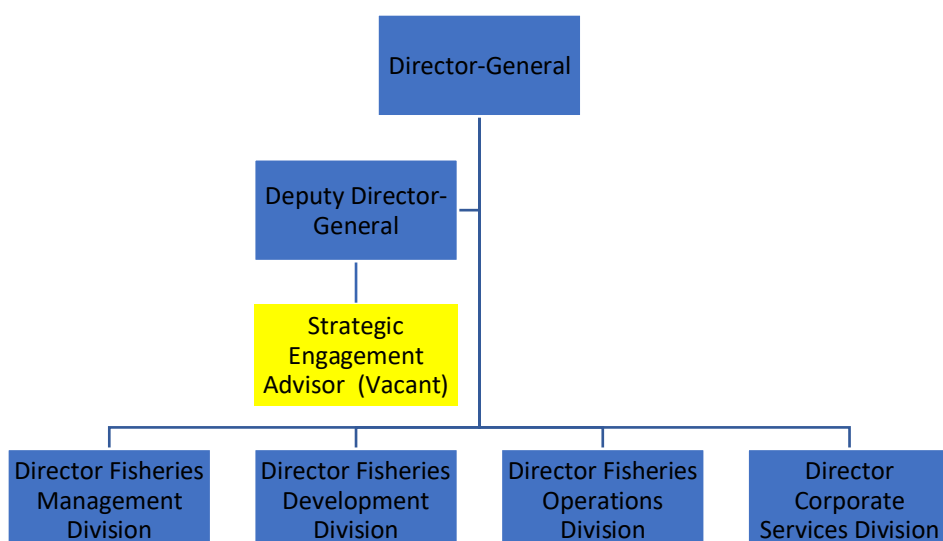 Director-General
Deputy Director-
General
Strategic
Engagement
Advisor  (Vacant)
Director Fisheries
Management
Division
Director Fisheries
Development
Division
Director Fisheries
Operations
Division
Director
Corporate
Services Division